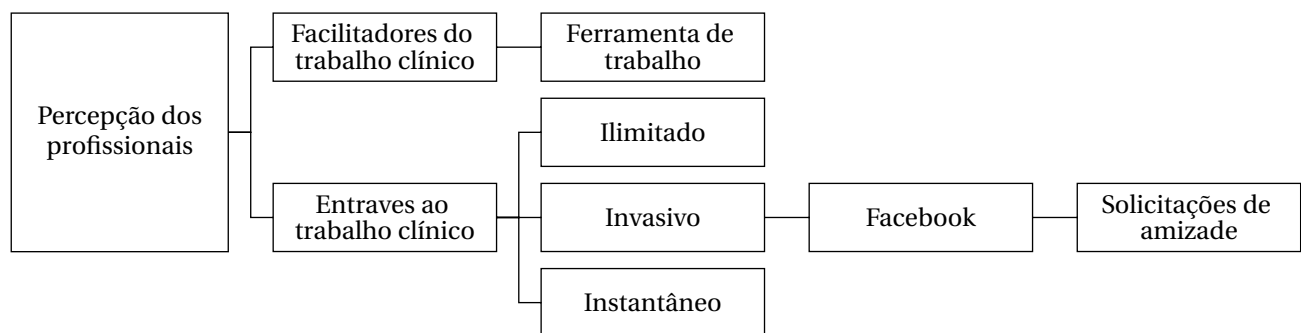 Percepção dos
profissionais
Facilitadores do
trabalho clínico
Ferramenta de
trabalho
Entraves ao
trabalho clínico
Ilimitado
Invasivo
Facebook
Solicitações de
amizade
Instantâneo